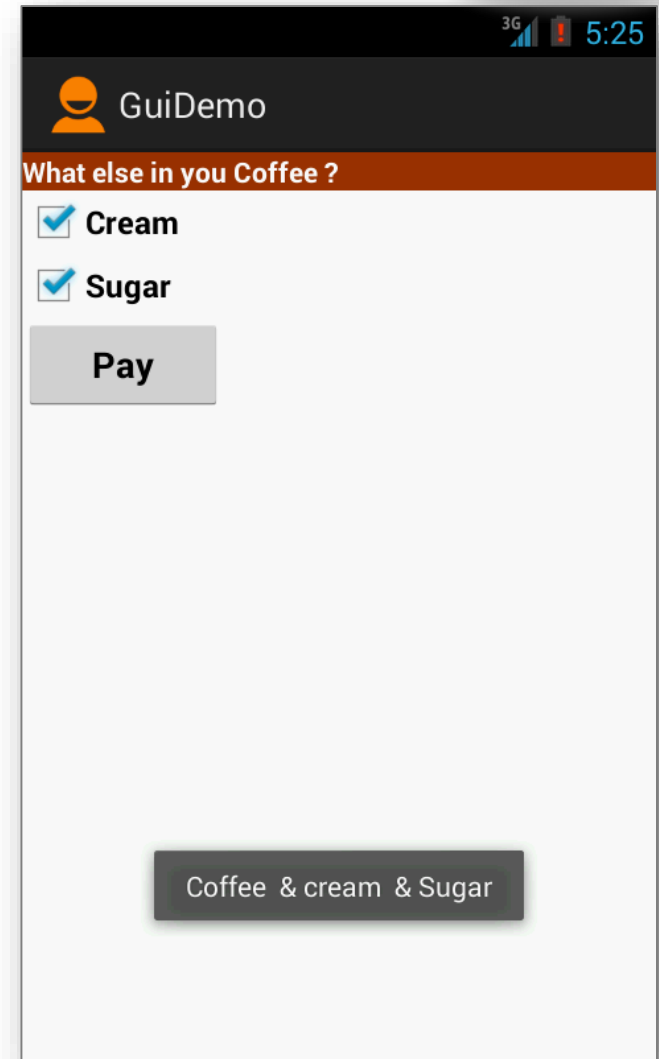 3G 5:25
GuiDemo
What else in you Coffee ?
Cream
Sugar
Pay
Coffee  & cream  & Sugar